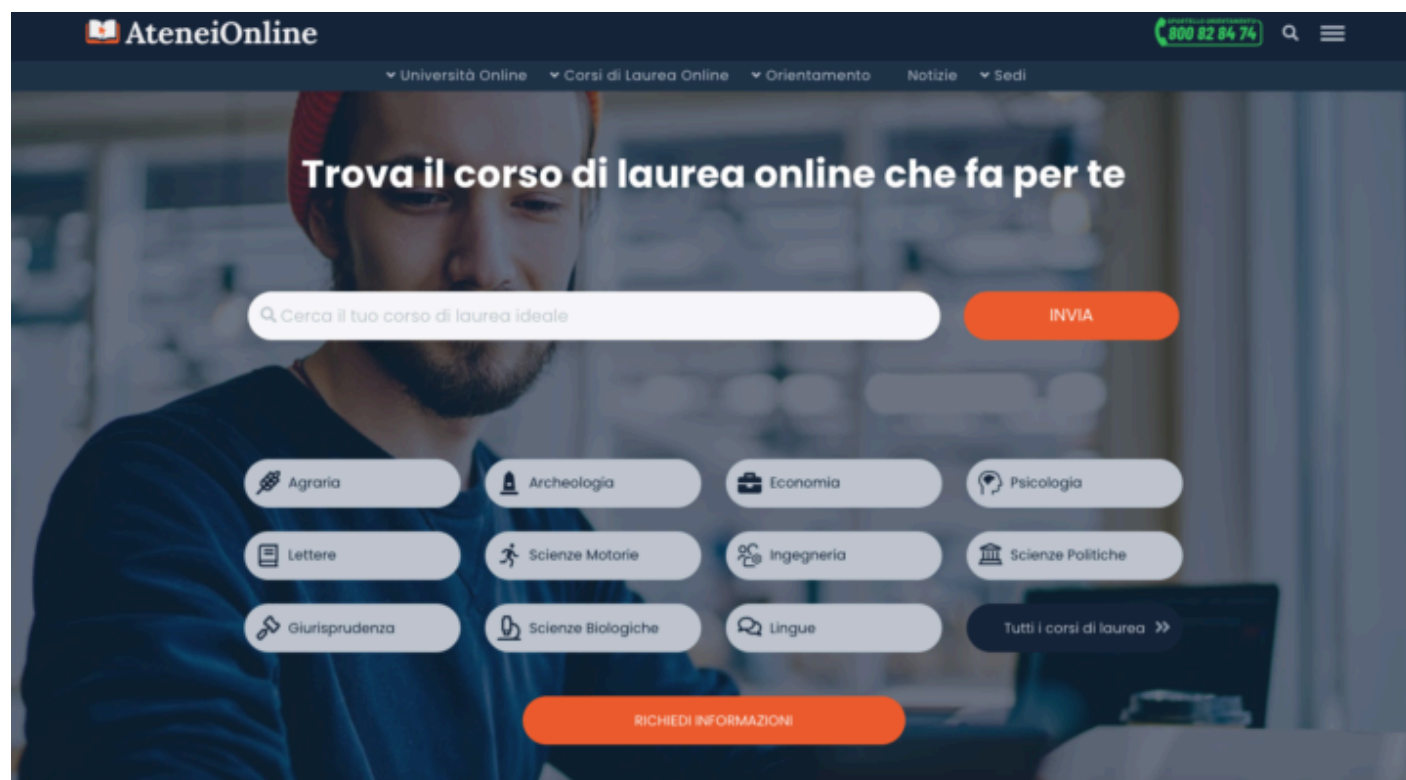 AteneiOnline
SPORTELLO ORIENTAMENTO
800 82 84 74
Università Online Corsi di Laurea Online Orientamento Notizie Sedi
Trova il corso di laurea online che fa per te
Cerca il tuo corso di laurea ideale INVIA
Agraria Archeologia Economia Psicologia
Lettere Scienze Motorie Ingegneria Scienze Politiche
Giurisprudenza Scienze Biologiche Lingue Tutti i corsi di laurea
RICHIEDI INFORMAZIONI